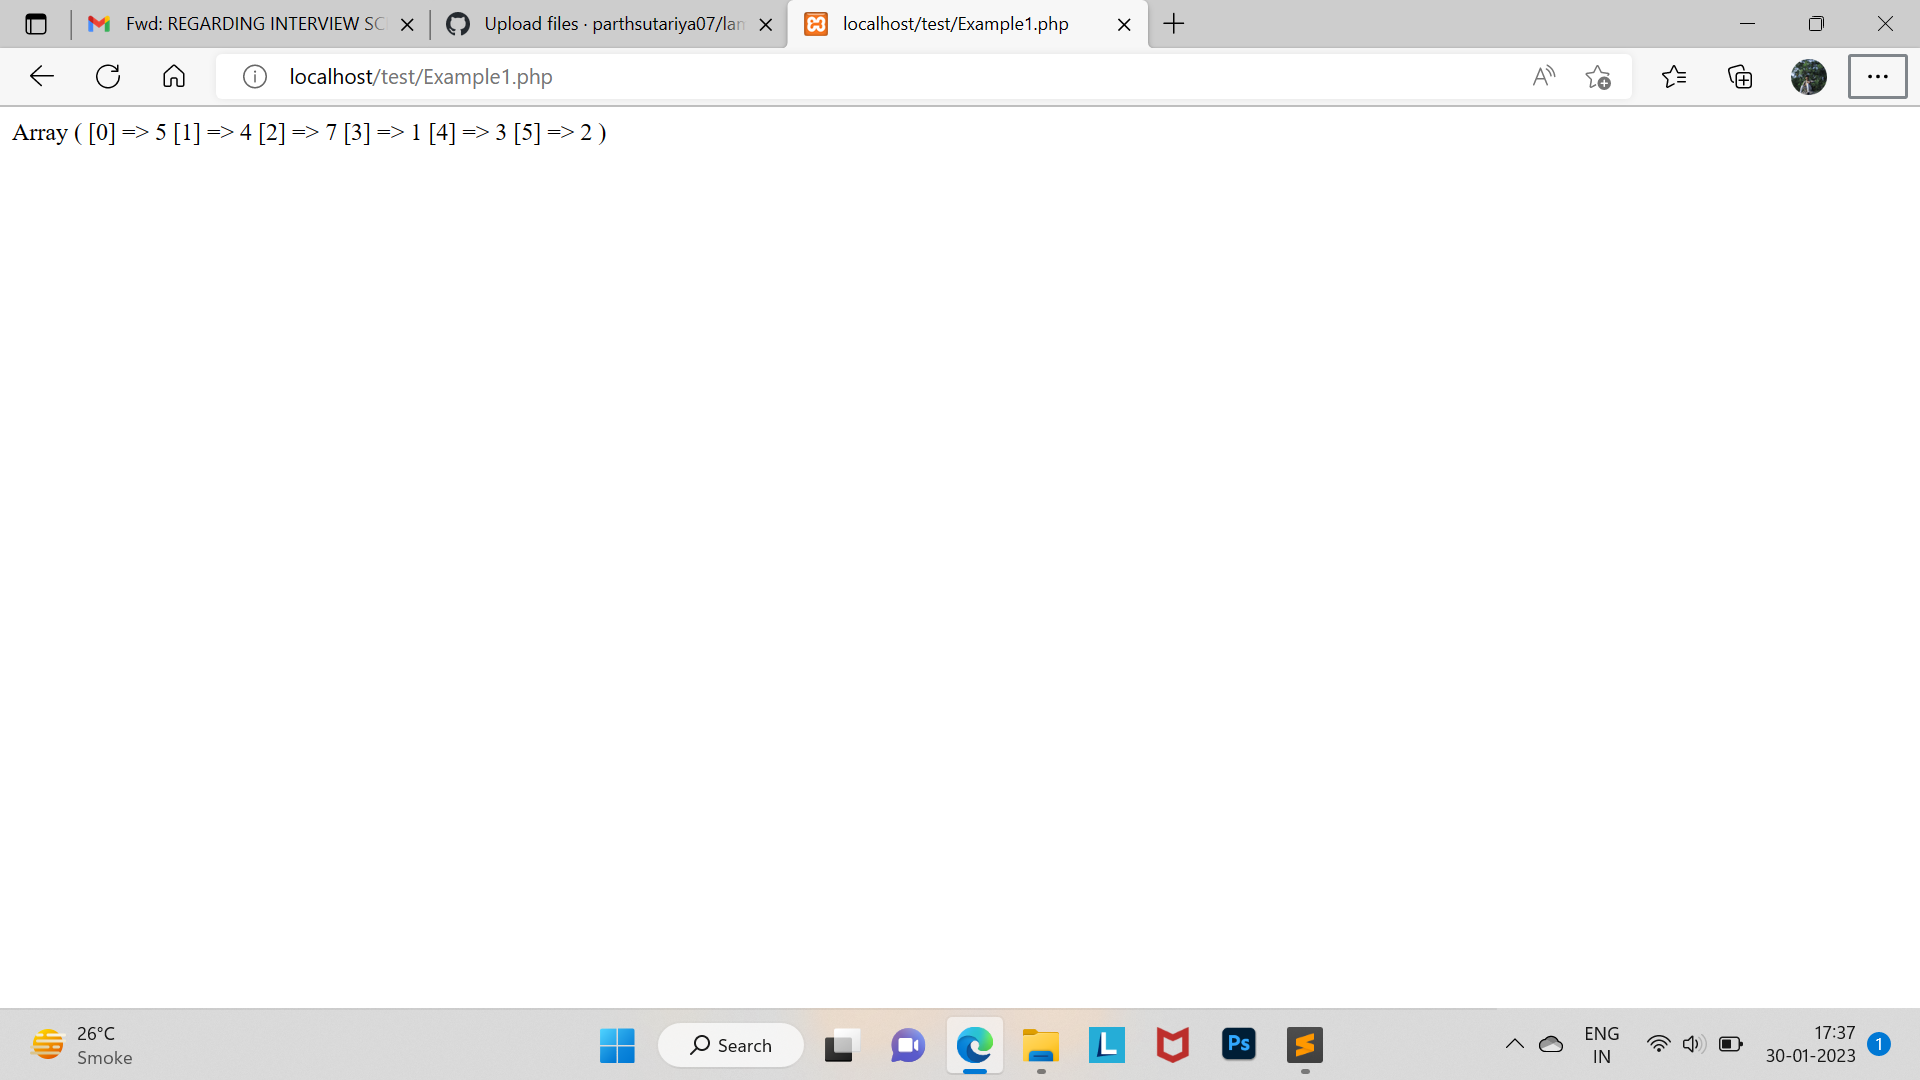 Fwd: REGARDING INTERVIEW SC
Upload files · parthsutariya07/lan
localhost/test/Example1.php
localhost/test/Example1.php
Array ( [0] => 5 [1] => 4 [2] => 7 [3] => 1 [4] => 3 [5] => 2 )
26°C
Smoke
Search
L
Ps
ENG
IN
17:37
30-01-2023
1